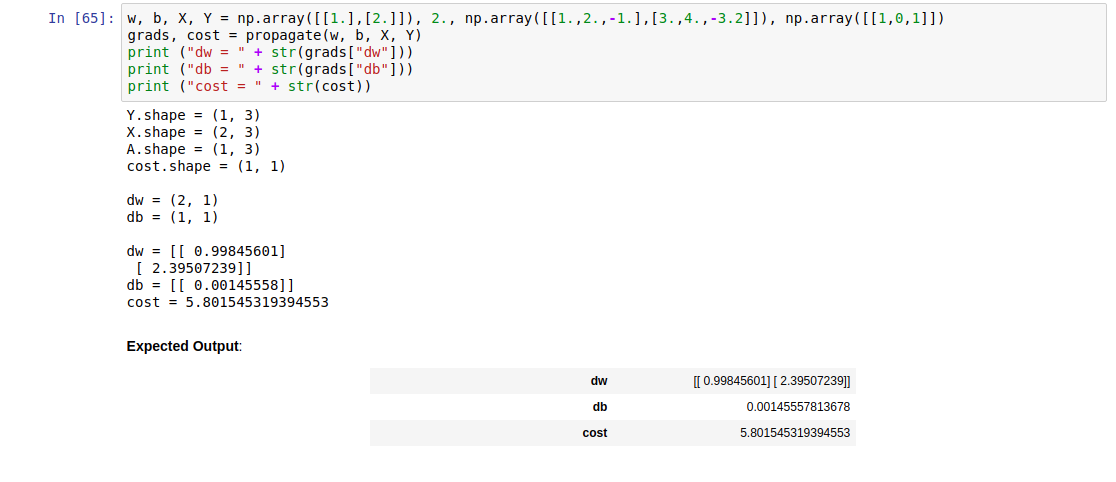 In [65]: w, b, X, Y = np.array([[1.],[2.]]), 2., np.array([[1.,2.,-1.],[3.,4.,-3.2]]), np.array([[1,0,1]])
grads, cost = propagate(w, b, X, Y)
print ("dw = " + str(grads["dw"]))
print ("db = " + str(grads["db"]))
print ("cost = " + str(cost))
Y.shape = (1, 3)
X.shape = (2, 3)
A.shape = (1, 3)
cost.shape = (1, 1)
dw = (2, 1)
db = (1, 1)
dw = [[ 0.99845601]
[ 2.39507239]]
db = [[ 0.00145558]]
cost = 5.801545319394553
Expected Output:
dw [[ 0.99845601] [ 2.39507239]]
db 0.00145557813678
cost 5.801545319394553